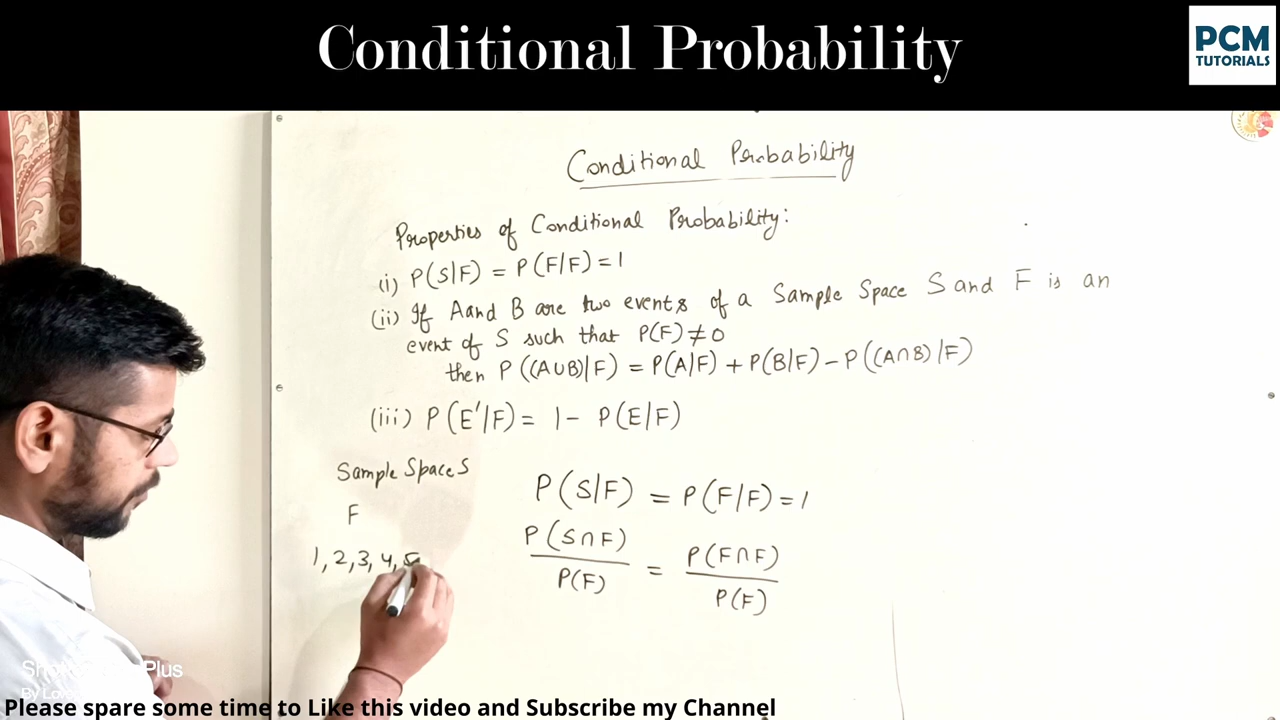 Conditional Probability
PCM
TUTORIALS
Conditional Probability
Properties of Conditional Probability:
(i) P(S|F) = P(F|F) = 1
(ii) If A and B are two events of a Sample Space S and F is an
event of S such that P(F) ≠ 0
then P((A∪B)|F) = P(A|F) + P(B|F) - P((A∩B)|F)
(iii) P(E'|F) = 1 - P(E|F)
Sample Space S
F
1, 2, 3, 4, 5
P(S|F) = P(F|F) = 1
P(S∩F) / P(F) = P(F∩F) / P(F)
Plus
Please spare some time to Like this video and Subscribe my Channel